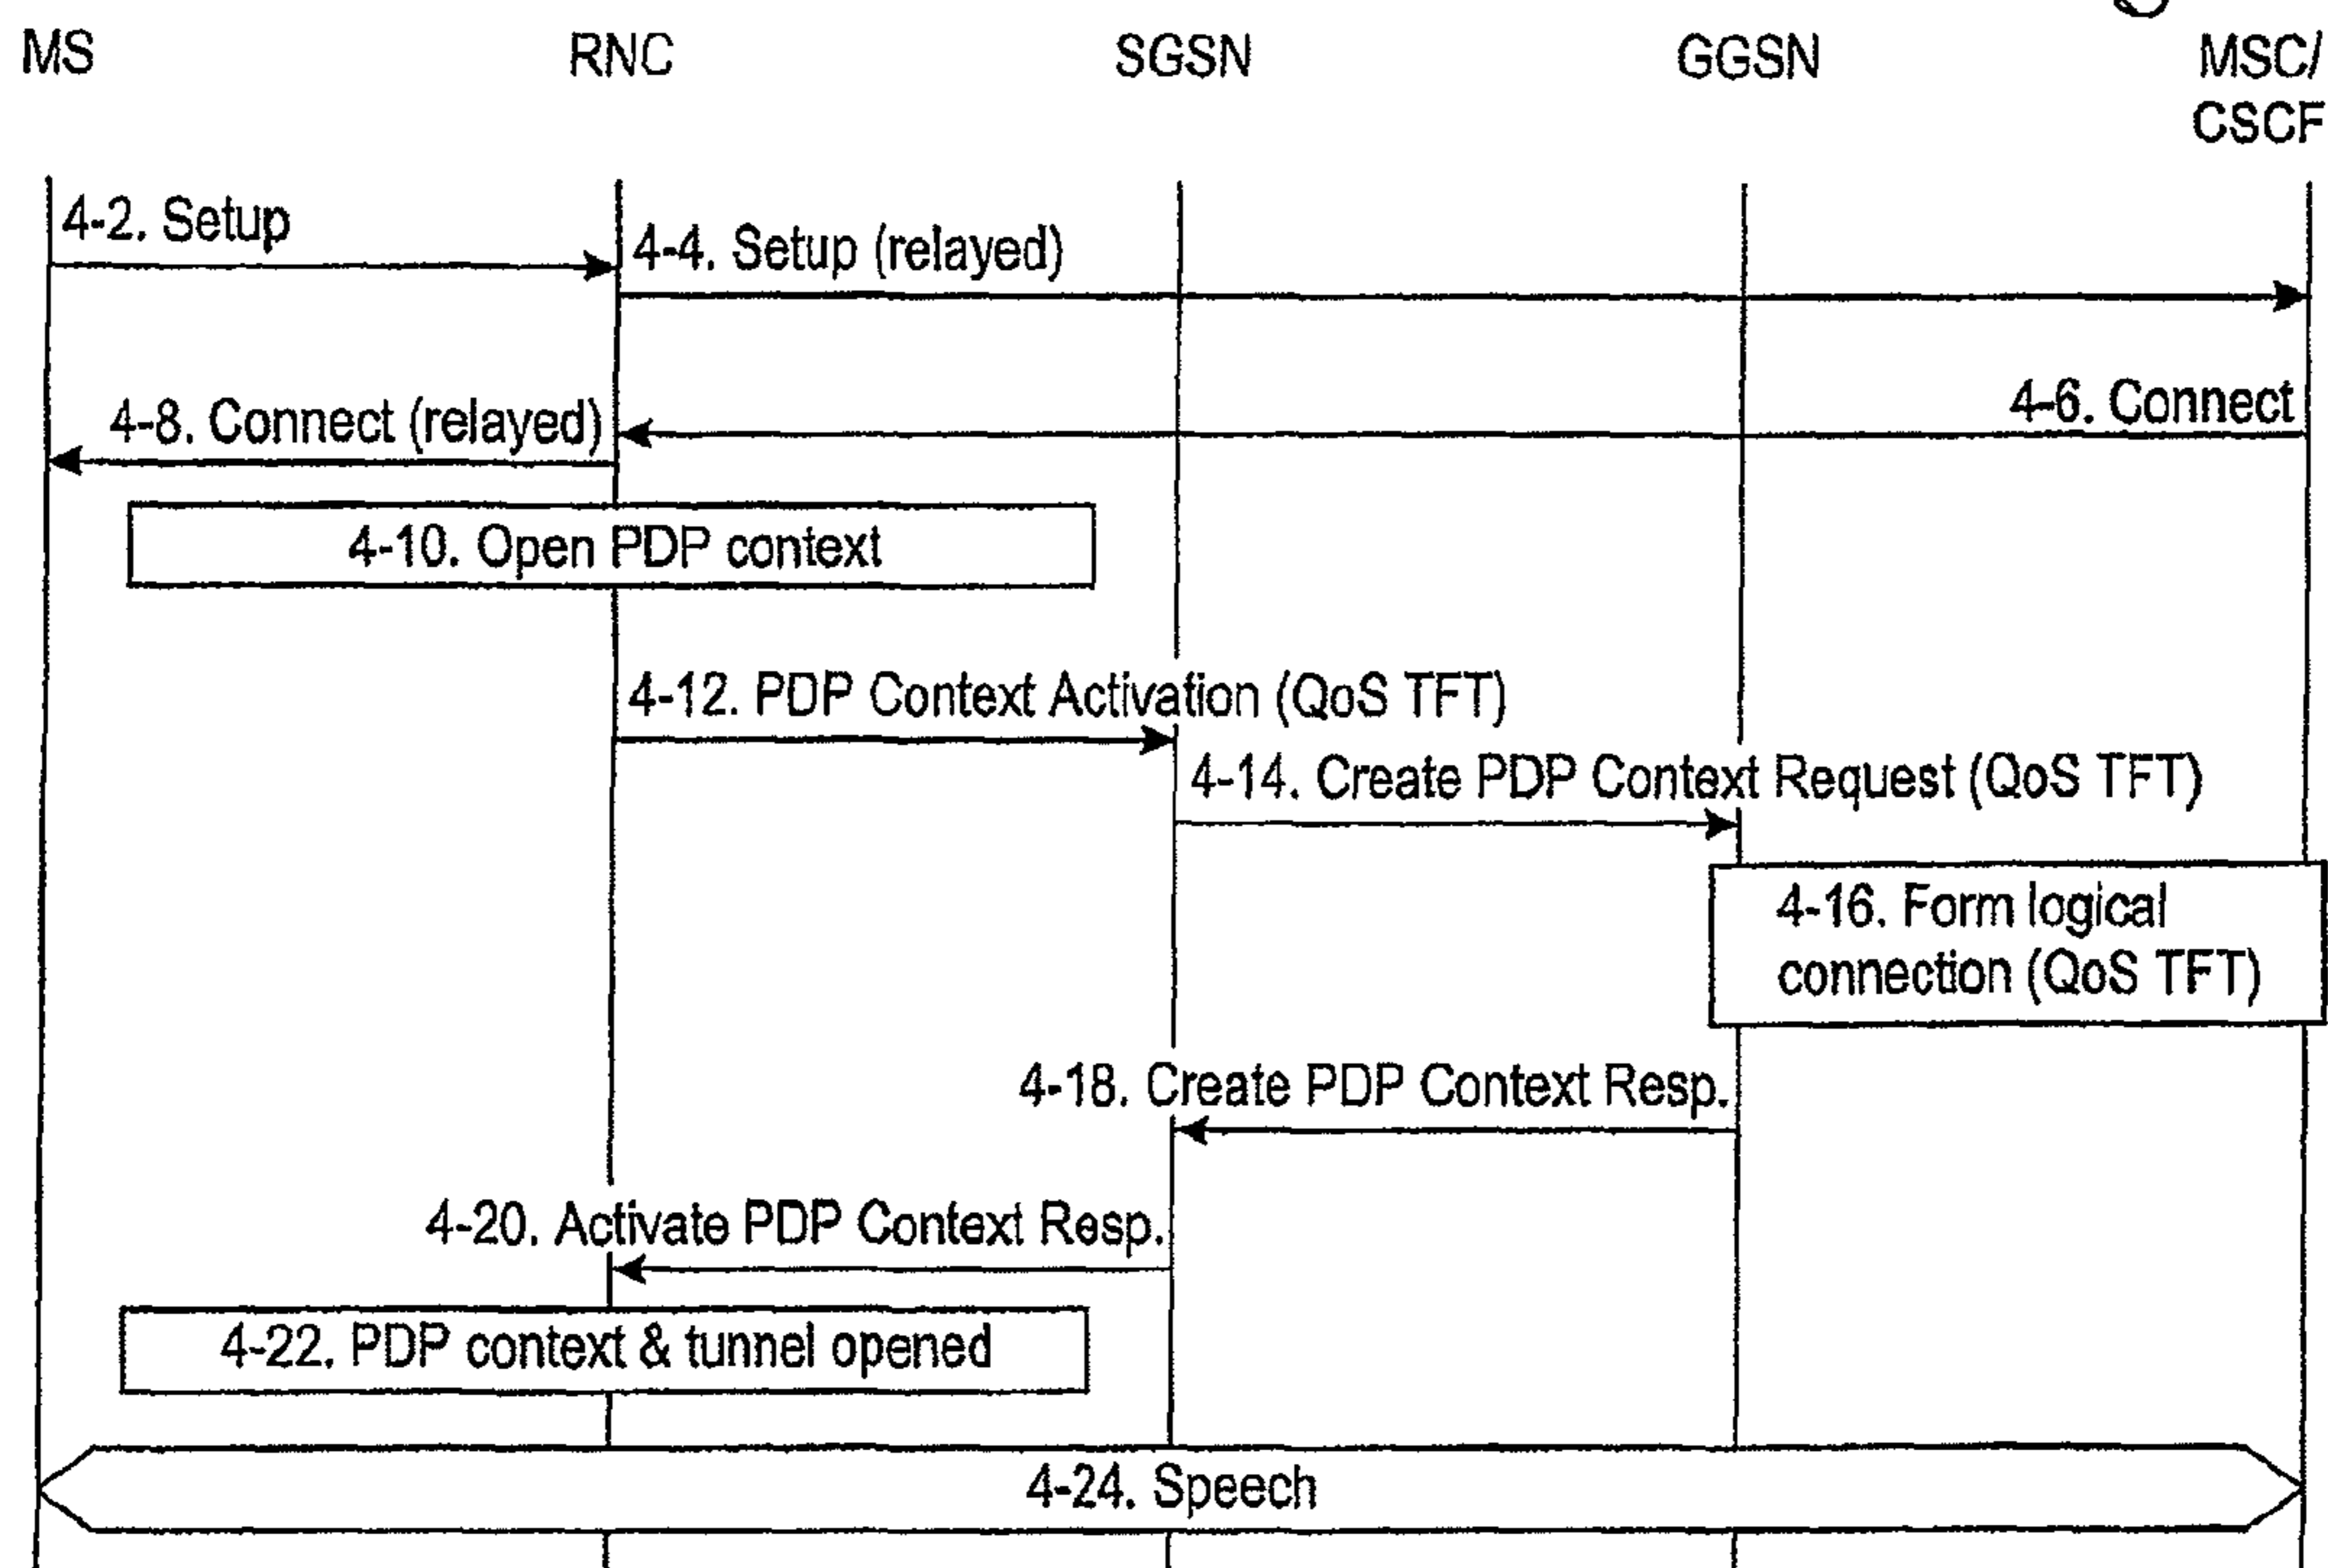 MS
RNC
SGSN
GGSN
MSC/
CSCF
4-2. Setup
4-4. Setup (relayed)
4-6. Connect
4-8. Connect (relayed)
4-10. Open PDP context
4-12. PDP Context Activation (QoS TFT)
4-14. Create PDP Context Request (QoS TFT)
4-16. Form logical
connection (QoS TFT)
4-18. Create PDP Context Resp.
4-20. Activate PDP Context Resp.
4-22. PDP context & tunnel opened
4-24. Speech